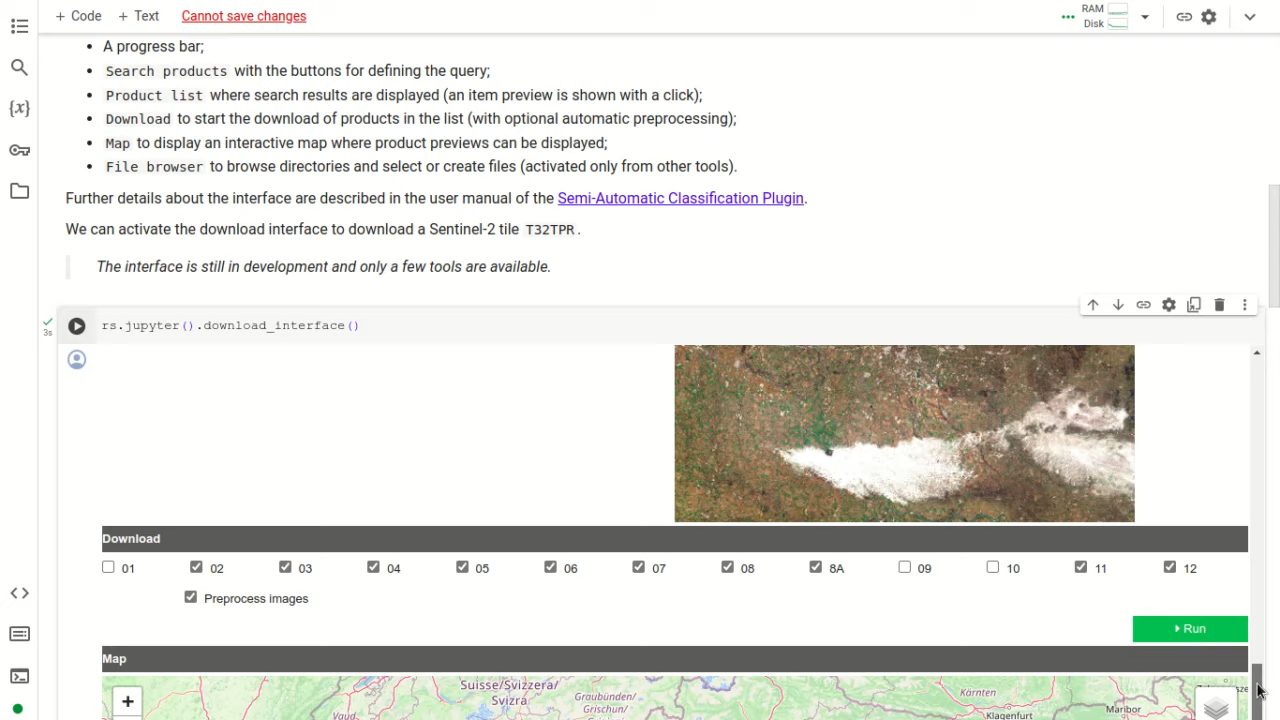 + Code + Text Cannot save changes RAM Disk
• A progress bar;
• Search products with the buttons for defining the query;
• Product list where search results are displayed (an item preview is shown with a click);
• Download to start the download of products in the list (with optional automatic preprocessing);
• Map to display an interactive map where product previews can be displayed;
• File browser to browse directories and select or create files (activated only from other tools).
Further details about the interface are described in the user manual of the Semi-Automatic Classification Plugin.
We can activate the download interface to download a Sentinel-2 tile T32TPR.
The interface is still in development and only a few tools are available.
3s
rs.jupyter().download_interface()
Download
01 02 03 04 05 06 07 08 8A 09 10 11 12
Preprocess images
Run
Map
+
Suisse/Svizzera/
Svizra
Graubünden/
Grischun/
Vaud
Kärnten
Klagenfurt
Maribor